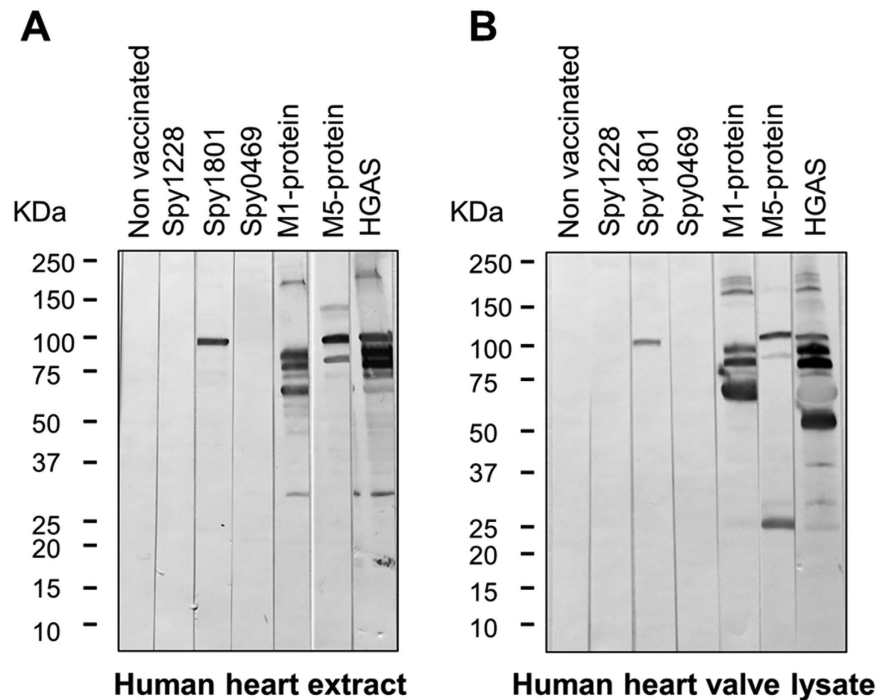 A
Non vaccinated
Spy1228
Spy1801
Spy0469
M1-protein
M5-protein
HGAS
KDa
250
150
100
75
50
37
25
20
15
10
Human heart extract
B
Non vaccinated
Spy1228
Spy1801
Spy0469
M1-protein
M5-protein
HGAS
KDa
250
150
100
75
50
37
25
20
15
10
Human heart valve lysate